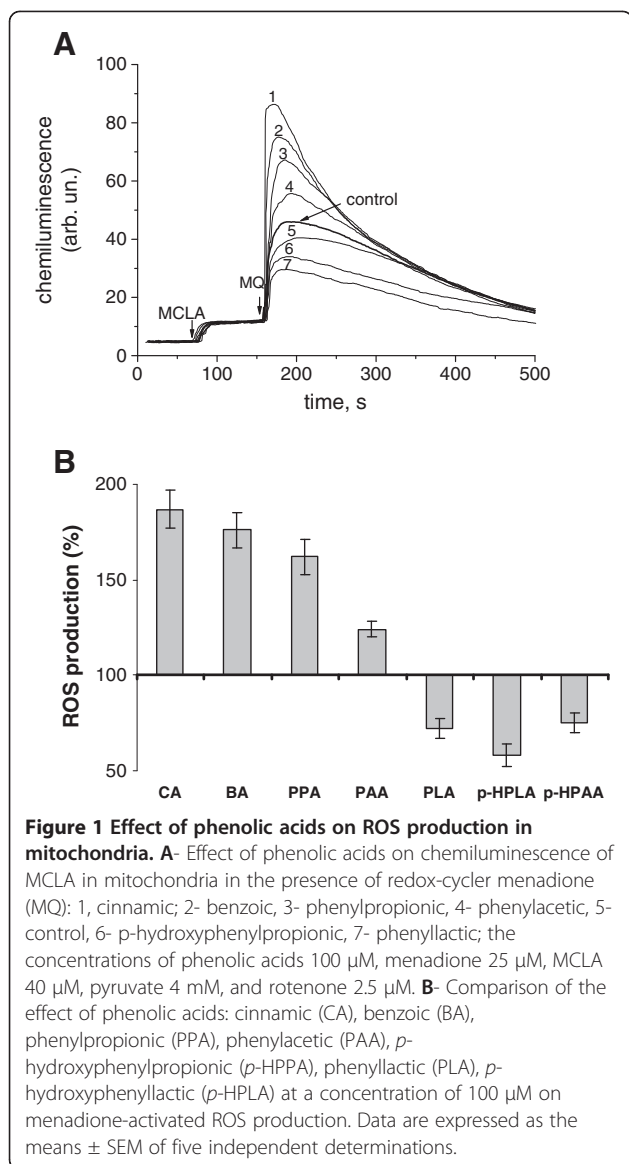 A
100
80
60
40
20
0
chemiluminescence
(arb. un.)
1
2
3
4
control
5
6
7
MCLA
MQ
0
100
200
300
400
500
time, s
B
200
150
100
50
ROS production (%)
CA BA PPA PAA PLA p-HPLA p-HPAA
Figure 1 Effect of phenolic acids on ROS production in
mitochondria. A- Effect of phenolic acids on chemiluminescence of
MCLA in mitochondria in the presence of redox-cycler menadione
(MQ): 1, cinnamic; 2- benzoic, 3- phenylpropionic, 4- phenylacetic, 5-
control, 6- p-hydroxyphenylpropionic, 7- phenyllactic; the
concentrations of phenolic acids 100 μM, menadione 25 μM, MCLA
40 μM, pyruvate 4 mM, and rotenone 2.5 μM. B- Comparison of the
effect of phenolic acids: cinnamic (CA), benzoic (BA),
phenylpropionic (PPA), phenylacetic (PAA), p-
hydroxyphenylpropionic (p-HPPA), phenyllactic (PLA), p-
hydroxyphenyllactic (p-HPLA) at a concentration of 100 μM on
menadione-activated ROS production. Data are expressed as the
means ± SEM of five independent determinations.